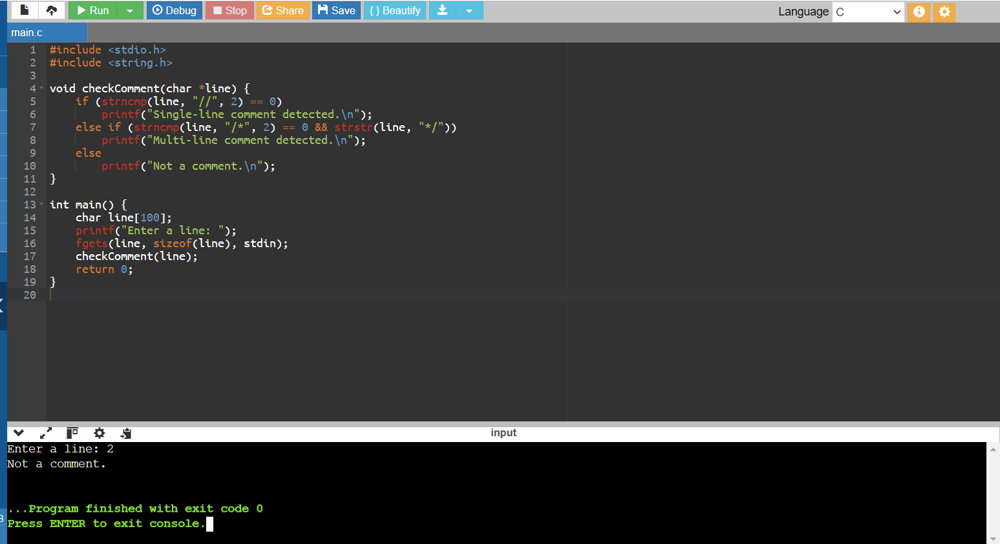 Run Debug Stop Share Save { } Beautify Language C
main.c
1 #include <stdio.h>
2 #include <string.h>
3
4 void checkComment(char *line) {
5     if (strncmp(line, "//", 2) == 0)
6         printf("Single-line comment detected.\n");
7     else if (strncmp(line, "/*", 2) == 0 && strstr(line, "*/"))
8         printf("Multi-line comment detected.\n");
9     else
10         printf("Not a comment.\n");
11 }
12
13 int main() {
14     char line[100];
15     printf("Enter a line: ");
16     fgets(line, sizeof(line), stdin);
17     checkComment(line);
18     return 0;
19 }
20
input
Enter a line: 2
Not a comment.
...Program finished with exit code 0
Press ENTER to exit console.